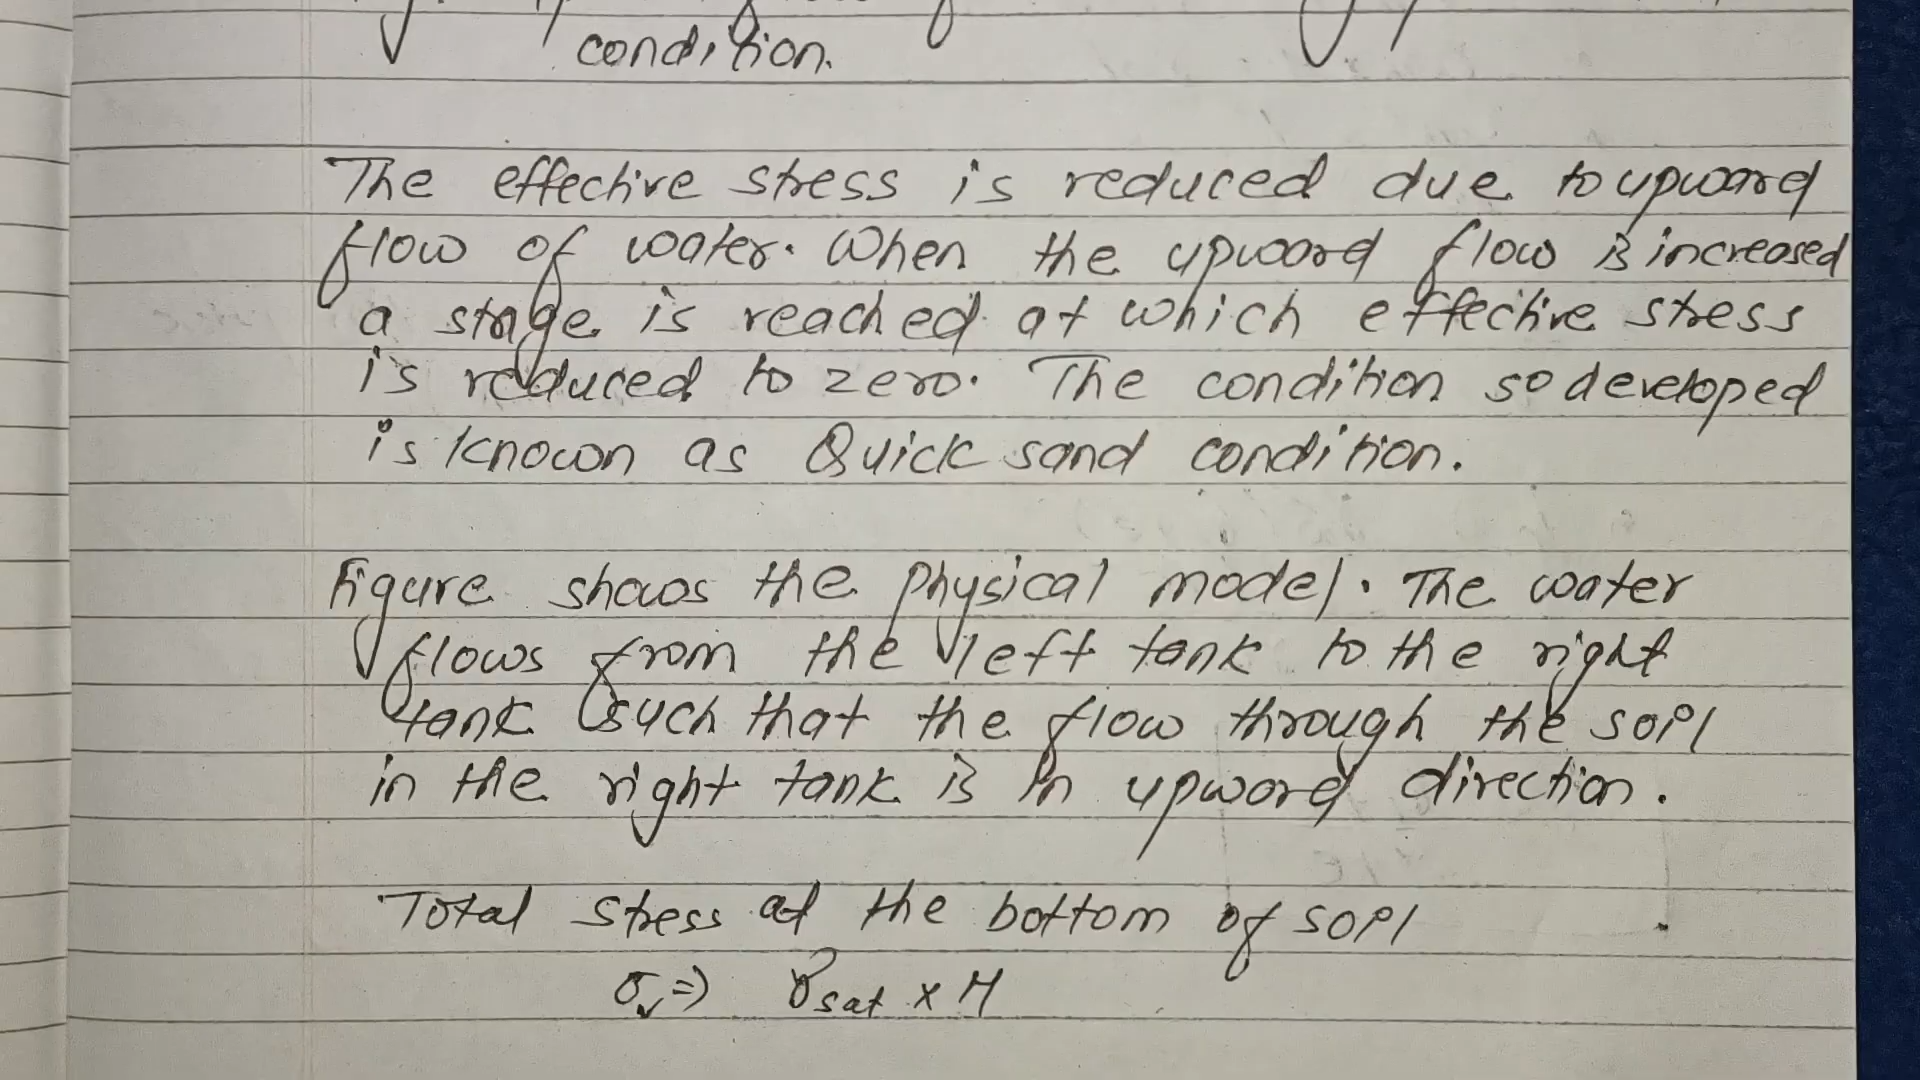 condition.
The effective stress is reduced due to upward
flow of water. When the upward flow is increased
a stage is reached at which effective stress
is reduced to zero. The condition so developed
is known as Quick sand condition.
Figure shows the physical model. The water
flows from the left tank to the right
tank such that the flow through the soil
in the right tank is in upward direction.
Total stress at the bottom of soil
σv => γsat x H